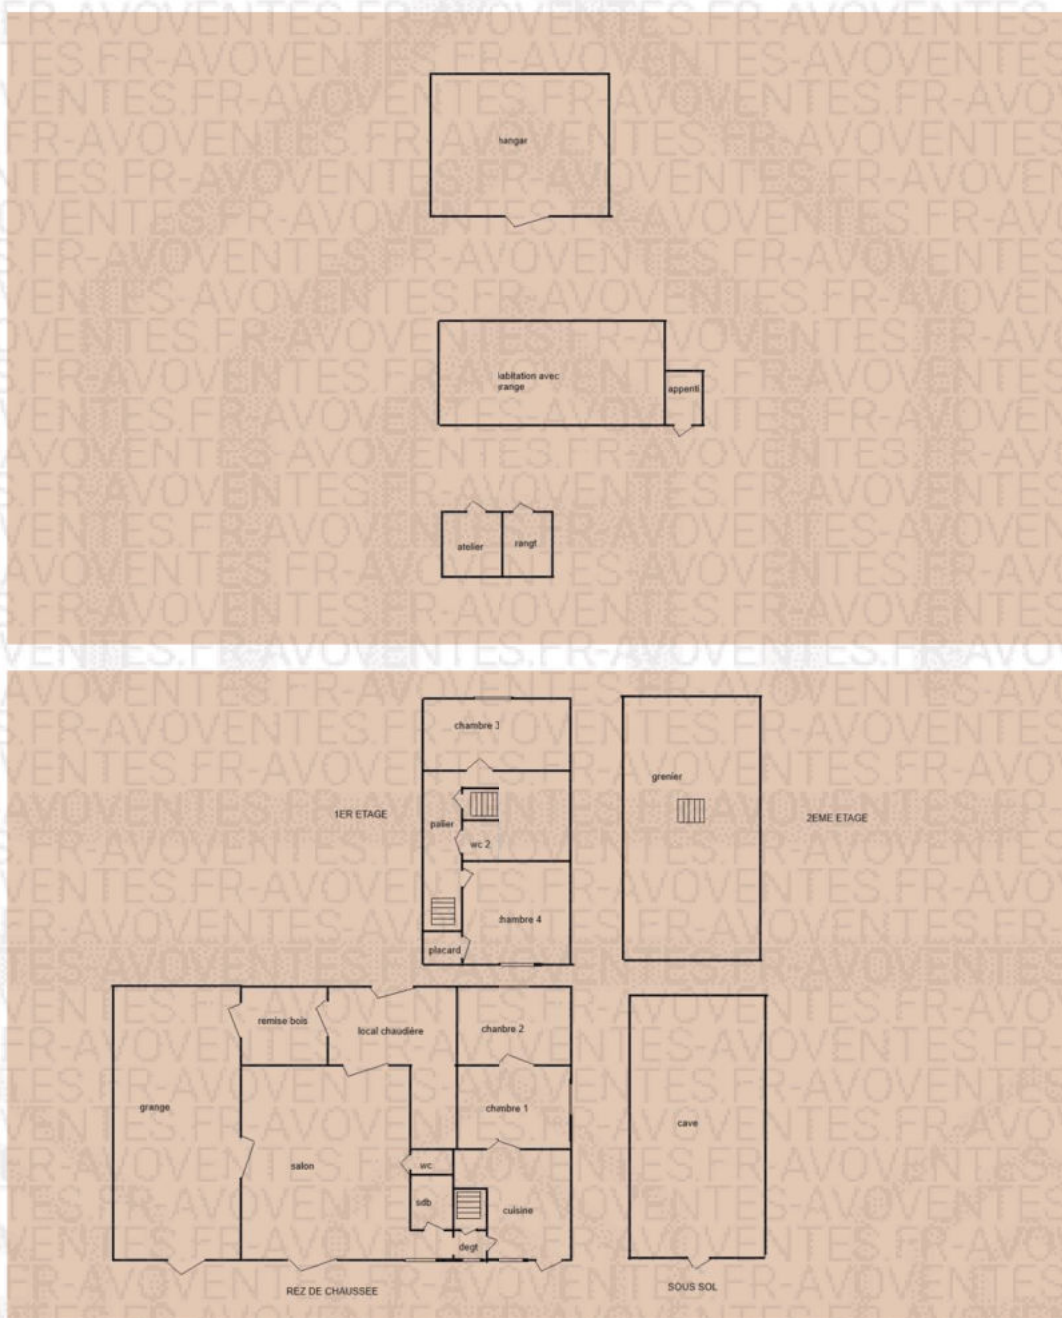 hangar
habitation avec
grange
appenti
atelier
rangt
chambre 3
grenier
1ER ETAGE
2EME ETAGE
palier
wc 2
chambre 4
placard
remise bois
local chaudière
chanbre 2
grange
chmbre 1
cave
salon
wc
sdb
cuisine
degt
REZ DE CHAUSSEE
SOUS SOL